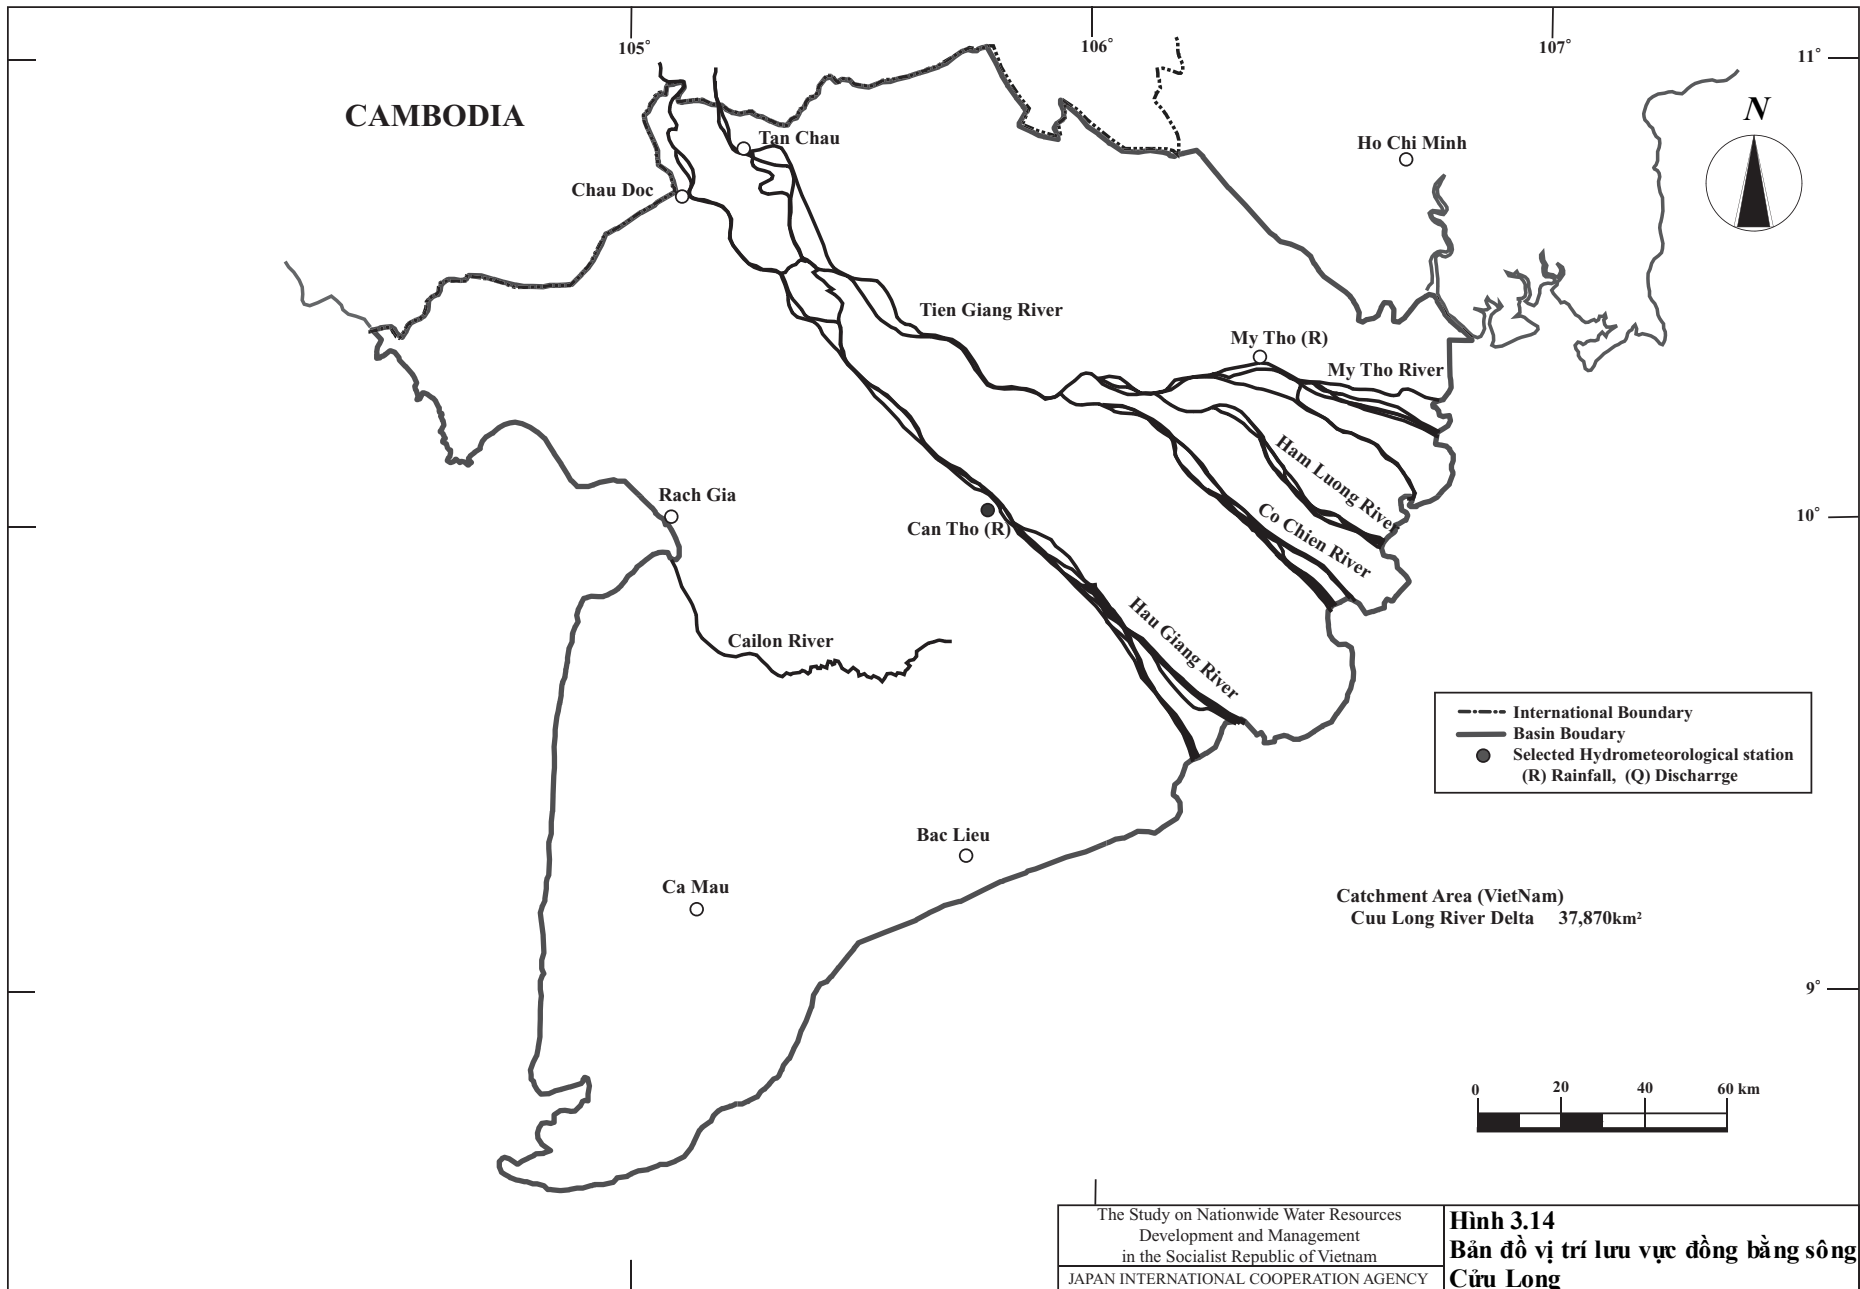 105°
106°
107°
11°
CAMBODIA
N
Tan Chau
Ho Chi Minh
Chau Doc
Tien Giang River
My Tho (R)
My Tho River
Ham Luong River
Rach Gia
Co Chien River
10°
Can Tho (R)
Hau Giang River
Cailon River
International Boundary
Basin Boudary
Selected Hydrometeorological station
(R) Rainfall, (Q) Discharrge
Bac Lieu
Ca Mau
Catchment Area (VietNam)
Cuu Long River Delta 37,870km²
9°
0 20 40 60 km
The Study on Nationwide Water Resources
Development and Management
in the Socialist Republic of Vietnam
JAPAN INTERNATIONAL COOPERATION AGENCY
Hình 3.14
Bản đồ vị trí lưu vực đồng bằng sông
Cửu Long